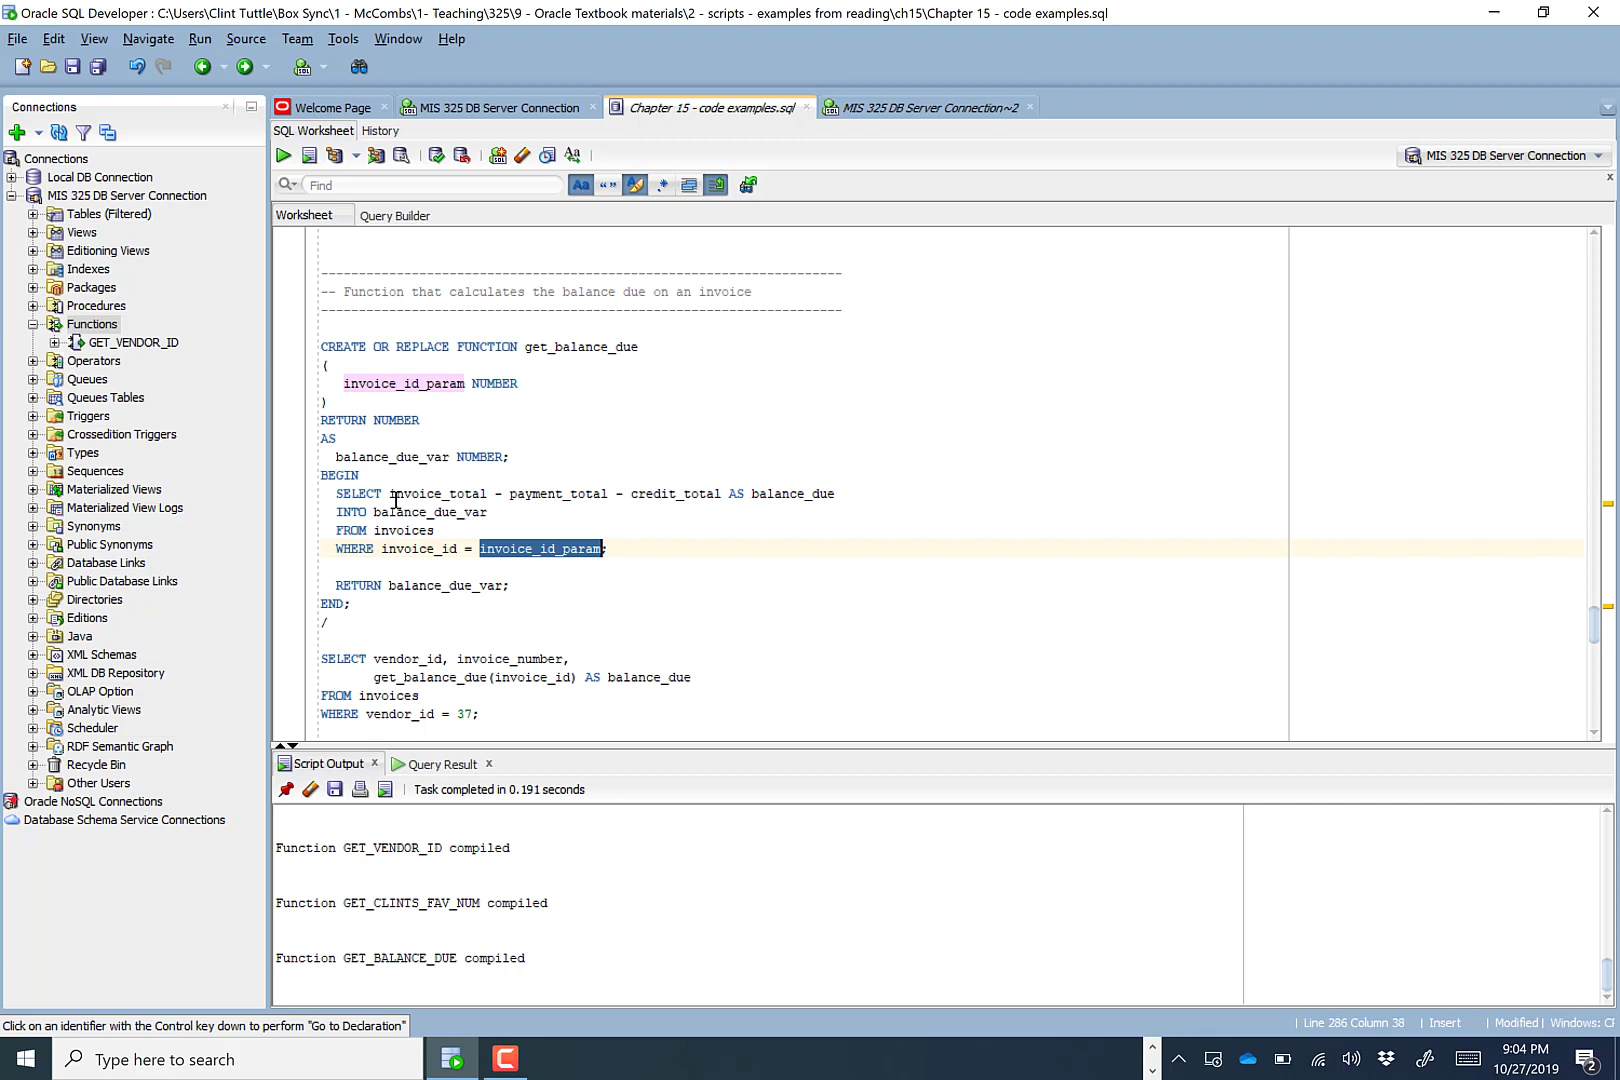 Oracle SQL Developer : C:\Users\Clint Tuttle\Box Sync\1 - McCombs\1- Teaching\325\9 - Oracle Textbook materials\2 - scripts - examples from reading\ch15\Chapter 15 - code examples.sql
File Edit View Navigate Run Source Team Tools Window Help
Connections
Welcome Page MIS 325 DB Server Connection Chapter 15 - code examples.sql MIS 325 DB Server Connection~2
SQL Worksheet History
MIS 325 DB Server Connection
Find
Worksheet Query Builder
Connections
Local DB Connection
MIS 325 DB Server Connection
Tables (Filtered)
Views
Editioning Views
Indexes
Packages
Procedures
Functions
GET_VENDOR_ID
Operators
Queues
Queues Tables
Triggers
Crossedition Triggers
Types
Sequences
Materialized Views
Materialized View Logs
Synonyms
Public Synonyms
Database Links
Public Database Links
Directories
Editions
Java
XML Schemas
XML DB Repository
OLAP Option
Analytic Views
Scheduler
RDF Semantic Graph
Recycle Bin
Other Users
Oracle NoSQL Connections
Database Schema Service Connections
----------------------------------------------------------------------
-- Function that calculates the balance due on an invoice
----------------------------------------------------------------------
CREATE OR REPLACE FUNCTION get_balance_due
(
invoice_id_param NUMBER
)
RETURN NUMBER
AS
balance_due_var NUMBER;
BEGIN
SELECT invoice_total - payment_total - credit_total AS balance_due
INTO balance_due_var
FROM invoices
WHERE invoice_id = invoice_id_param;
RETURN balance_due_var;
END;
/
SELECT vendor_id, invoice_number,
get_balance_due(invoice_id) AS balance_due
FROM invoices
WHERE vendor_id = 37;
Script Output Query Result
Task completed in 0.191 seconds
Function GET_VENDOR_ID compiled
Function GET_CLINTS_FAV_NUM compiled
Function GET_BALANCE_DUE compiled
Click on an identifier with the Control key down to perform "Go to Declaration"
Line 286 Column 38 Insert Modified Windows:
Type here to search
9:04 PM
10/27/2019
2